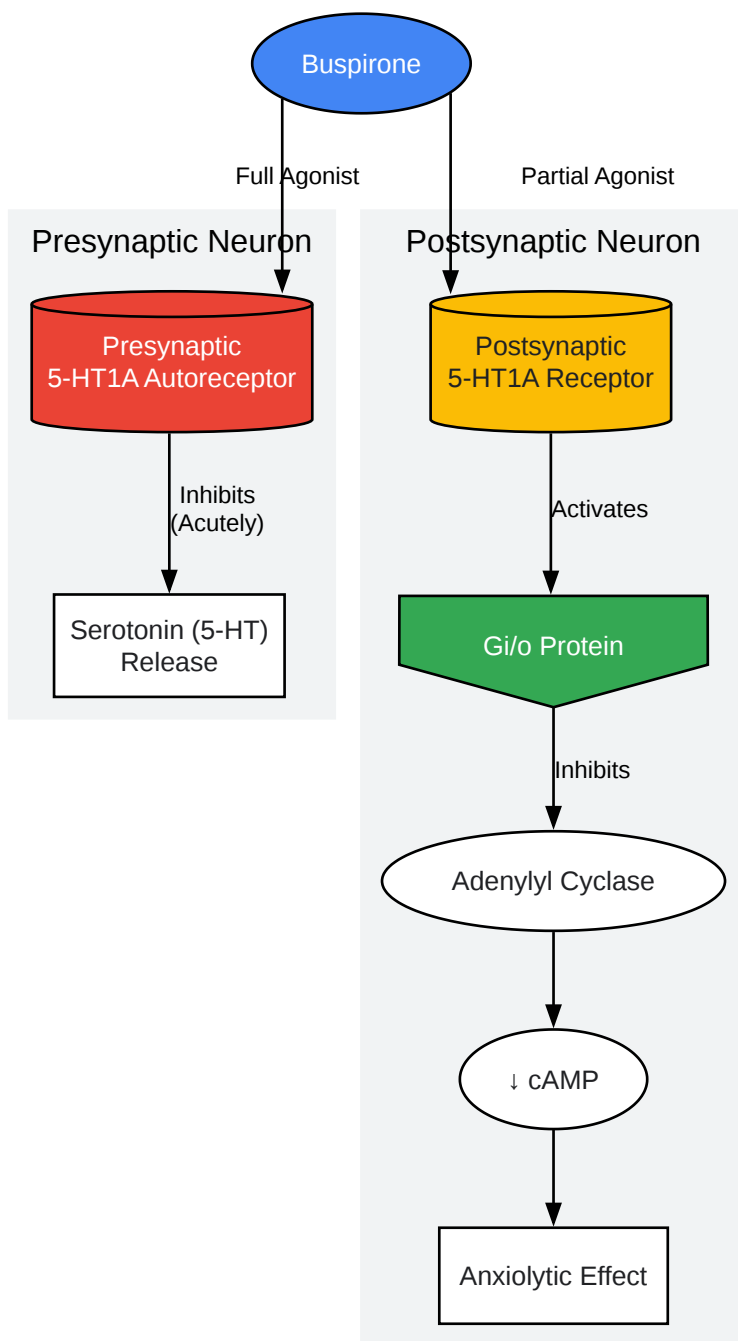 Buspirone
Full Agonist
Partial Agonist
Presynaptic Neuron
Postsynaptic Neuron
Presynaptic
5-HT1A Autoreceptor
Postsynaptic
5-HT1A Receptor
Inhibits
(Acutely)
Activates
Serotonin (5-HT)
Release
Gi/o Protein
Inhibits
Adenylyl Cyclase
↓ cAMP
Anxiolytic Effect